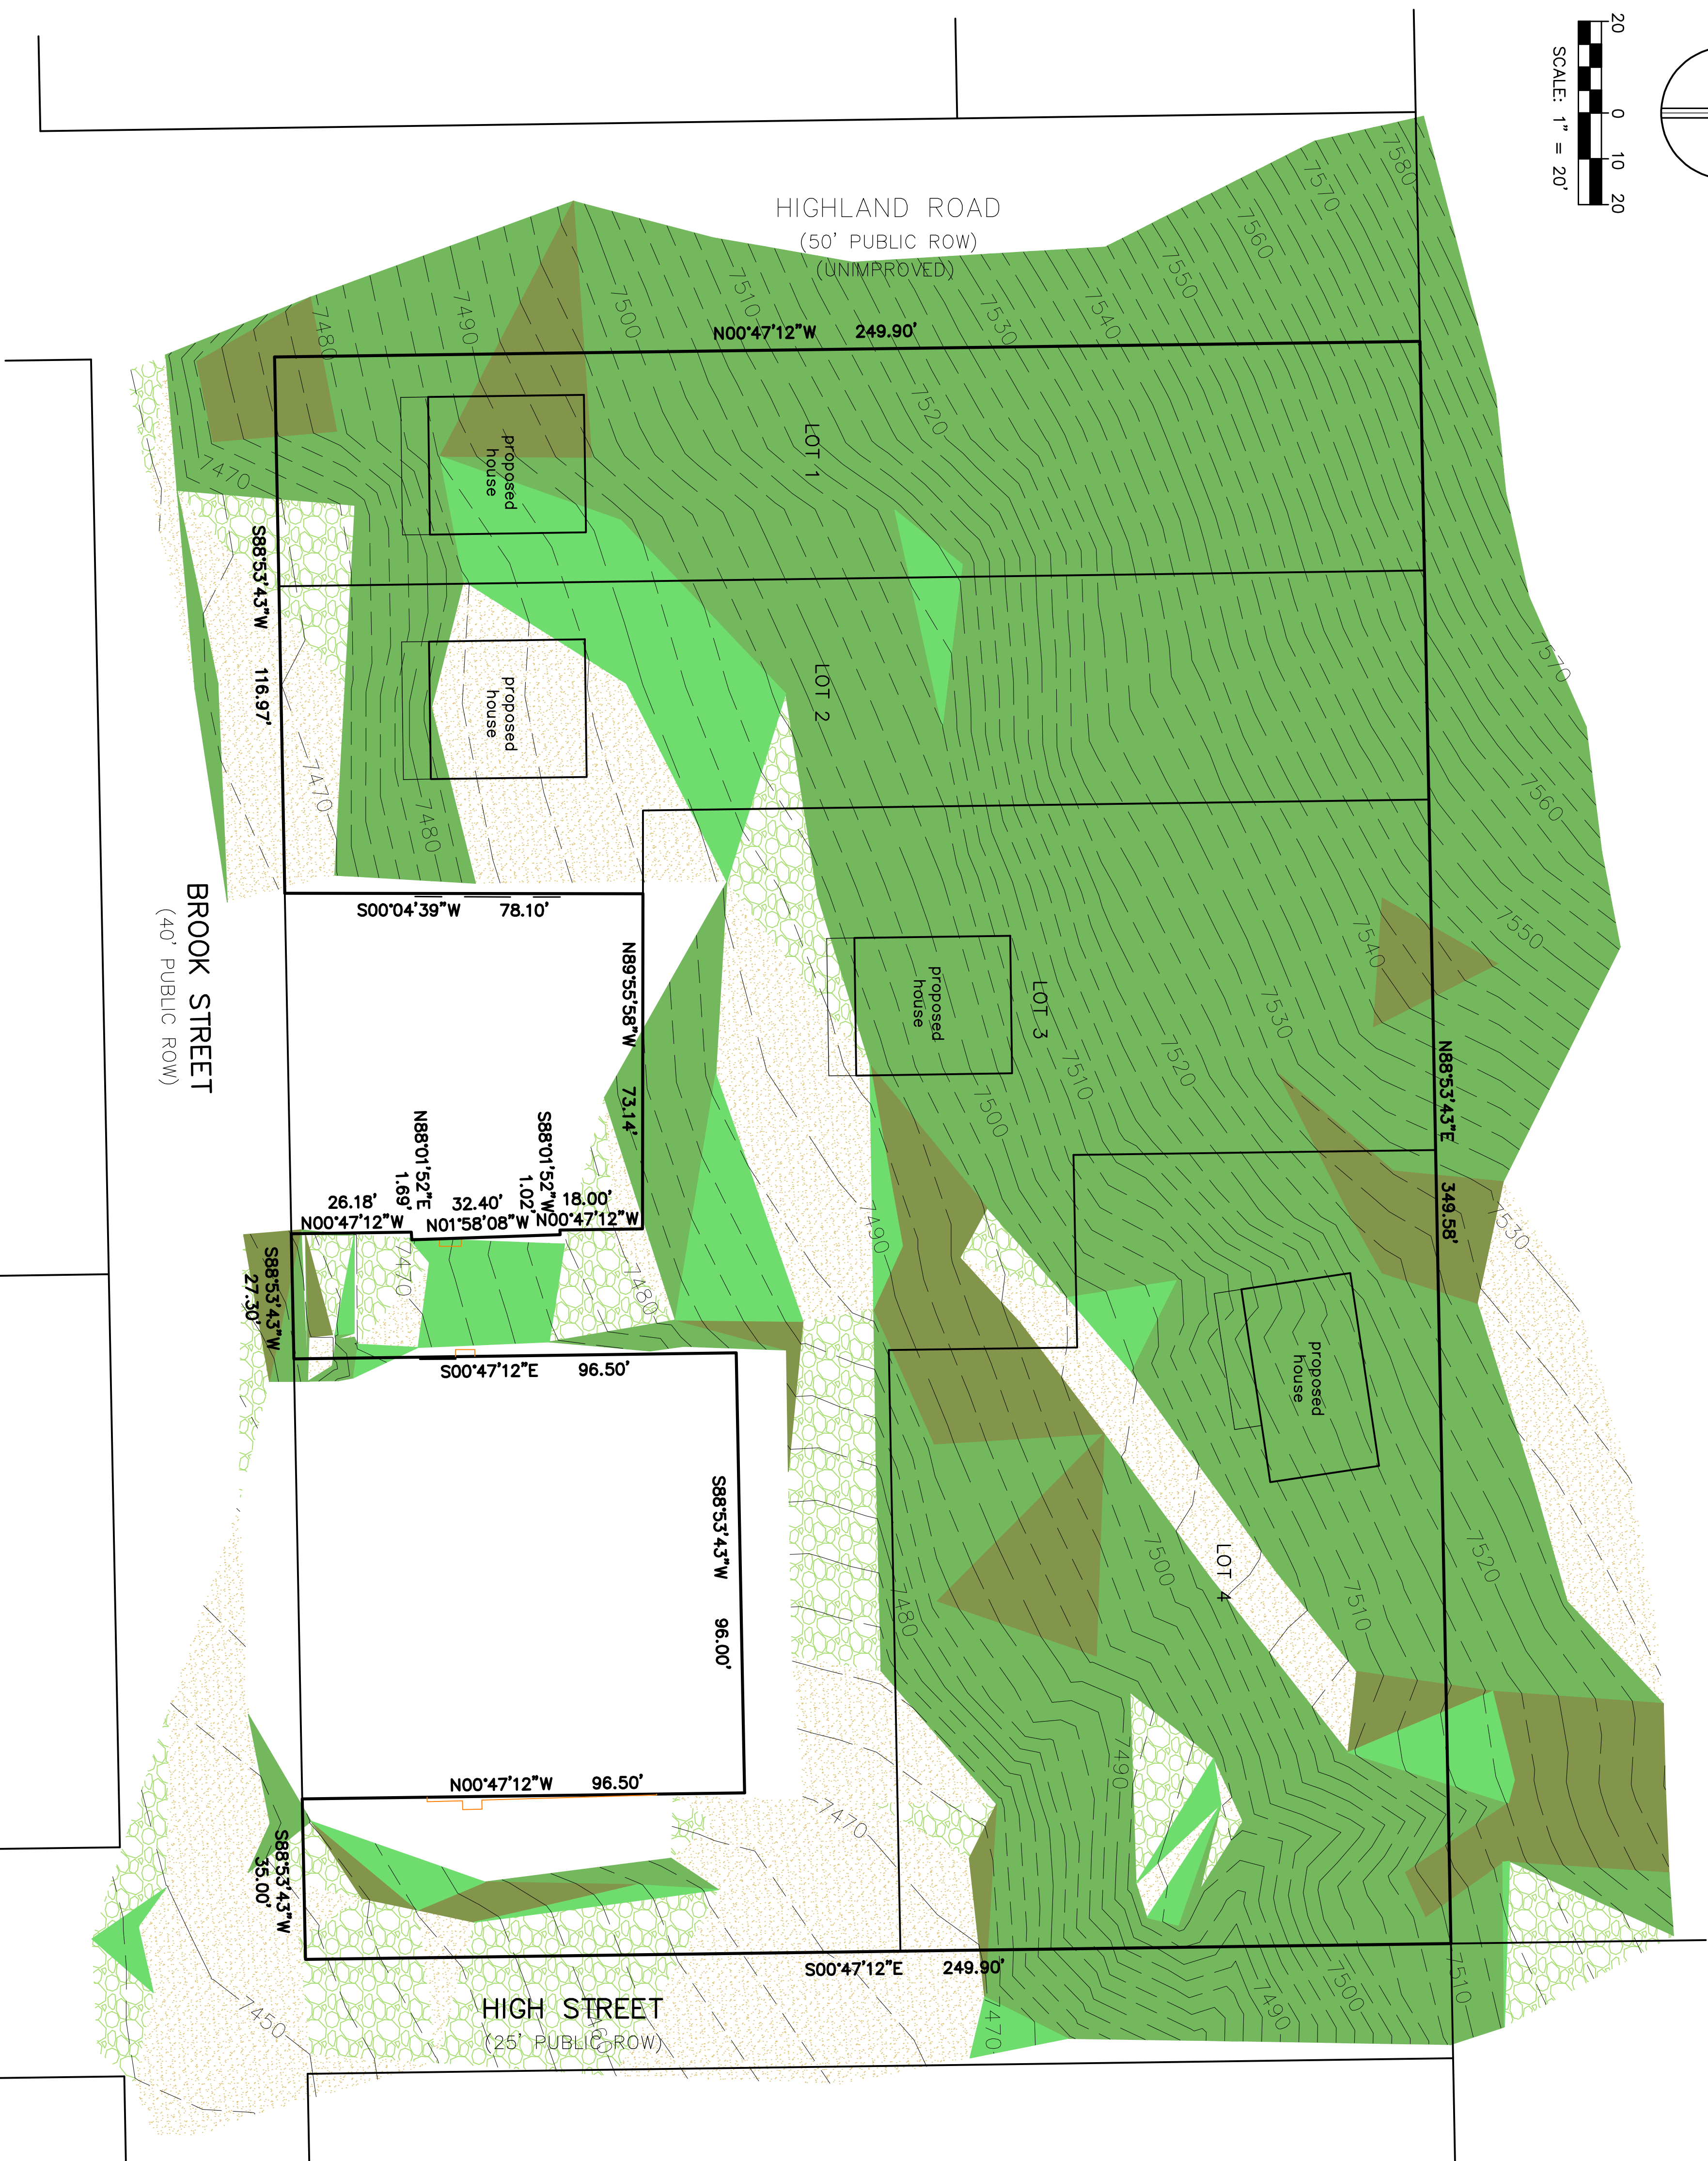 20
0
10
20
SCALE: 1" = 20'
HIGHLAND ROAD
(50' PUBLIC ROW)
(UNIMPROVED)
N00°47'12"W 249.90'
7580
7570
7560
7550
7540
7530
7510
7500
7490
7480
7520
7470
LOT 1
proposed
house
S88°53'43"W 116.97'
LOT 2
proposed
house
7470
7480
7570
7560
7550
7540
7530
7520
7510
7500
LOT 3
proposed
house
S00°04'39"W 78.10'
N89°55'58"W 73.14'
N88°53'43"E 349.58'
BROOK STREET
(40' PUBLIC ROW)
N88°01'52"E
1.69'
S88°01'52"W
1.02'
26.18'
N00°47'12"W
32.40'
N01°58'08"W
18.00'
N00°47'12"W
S88°53'43"W
27.30'
7470
7480
7490
7530
proposed
house
S00°47'12"E 96.50'
S88°53'43"W 96.00'
LOT 4
7480
7500
7510
7520
7490
N00°47'12"W 96.50'
7470
S88°53'43"W
35.00'
S00°47'12"E 249.90'
HIGH STREET
(25' PUBLIC ROW)
7450
7470
7490
7500
7510